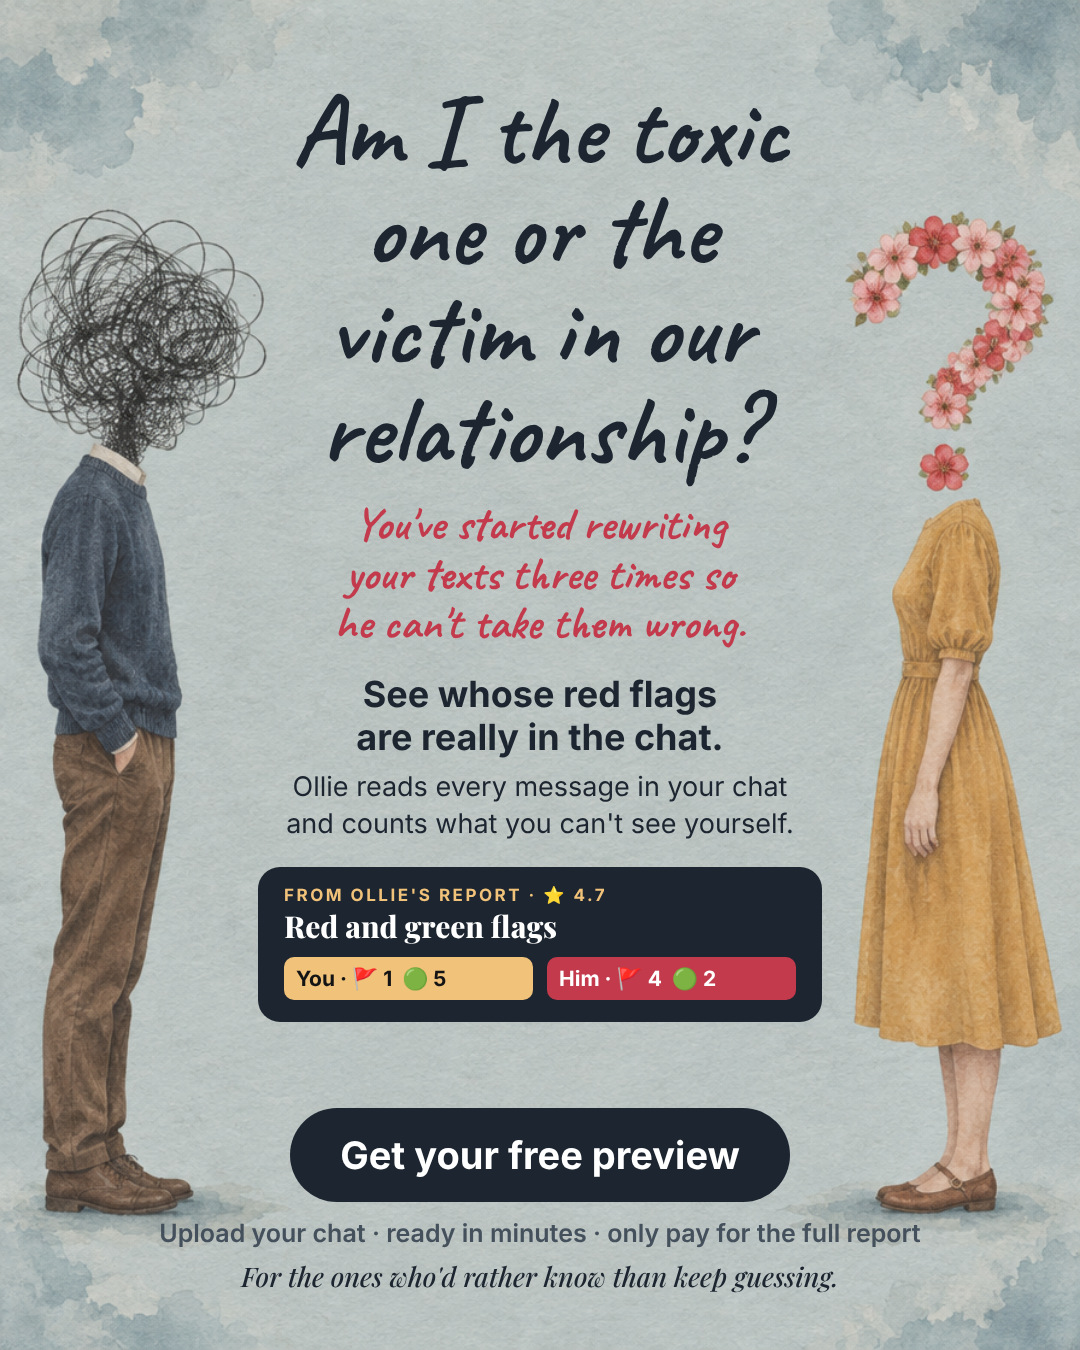 Am I the toxic
one or the
victim in our
relationship?
You've started rewriting
your texts three times so
he can't take them wrong.
See whose red flags
are really in the chat.
Ollie reads every message in your chat
and counts what you can't see yourself.
FROM OLLIE'S REPORT · ⭐ 4.7
Red and green flags
You · 🚩 1 🟢 5
Him · 🚩 4 🟢 2
Get your free preview
Upload your chat · ready in minutes · only pay for the full report
For the ones who'd rather know than keep guessing.